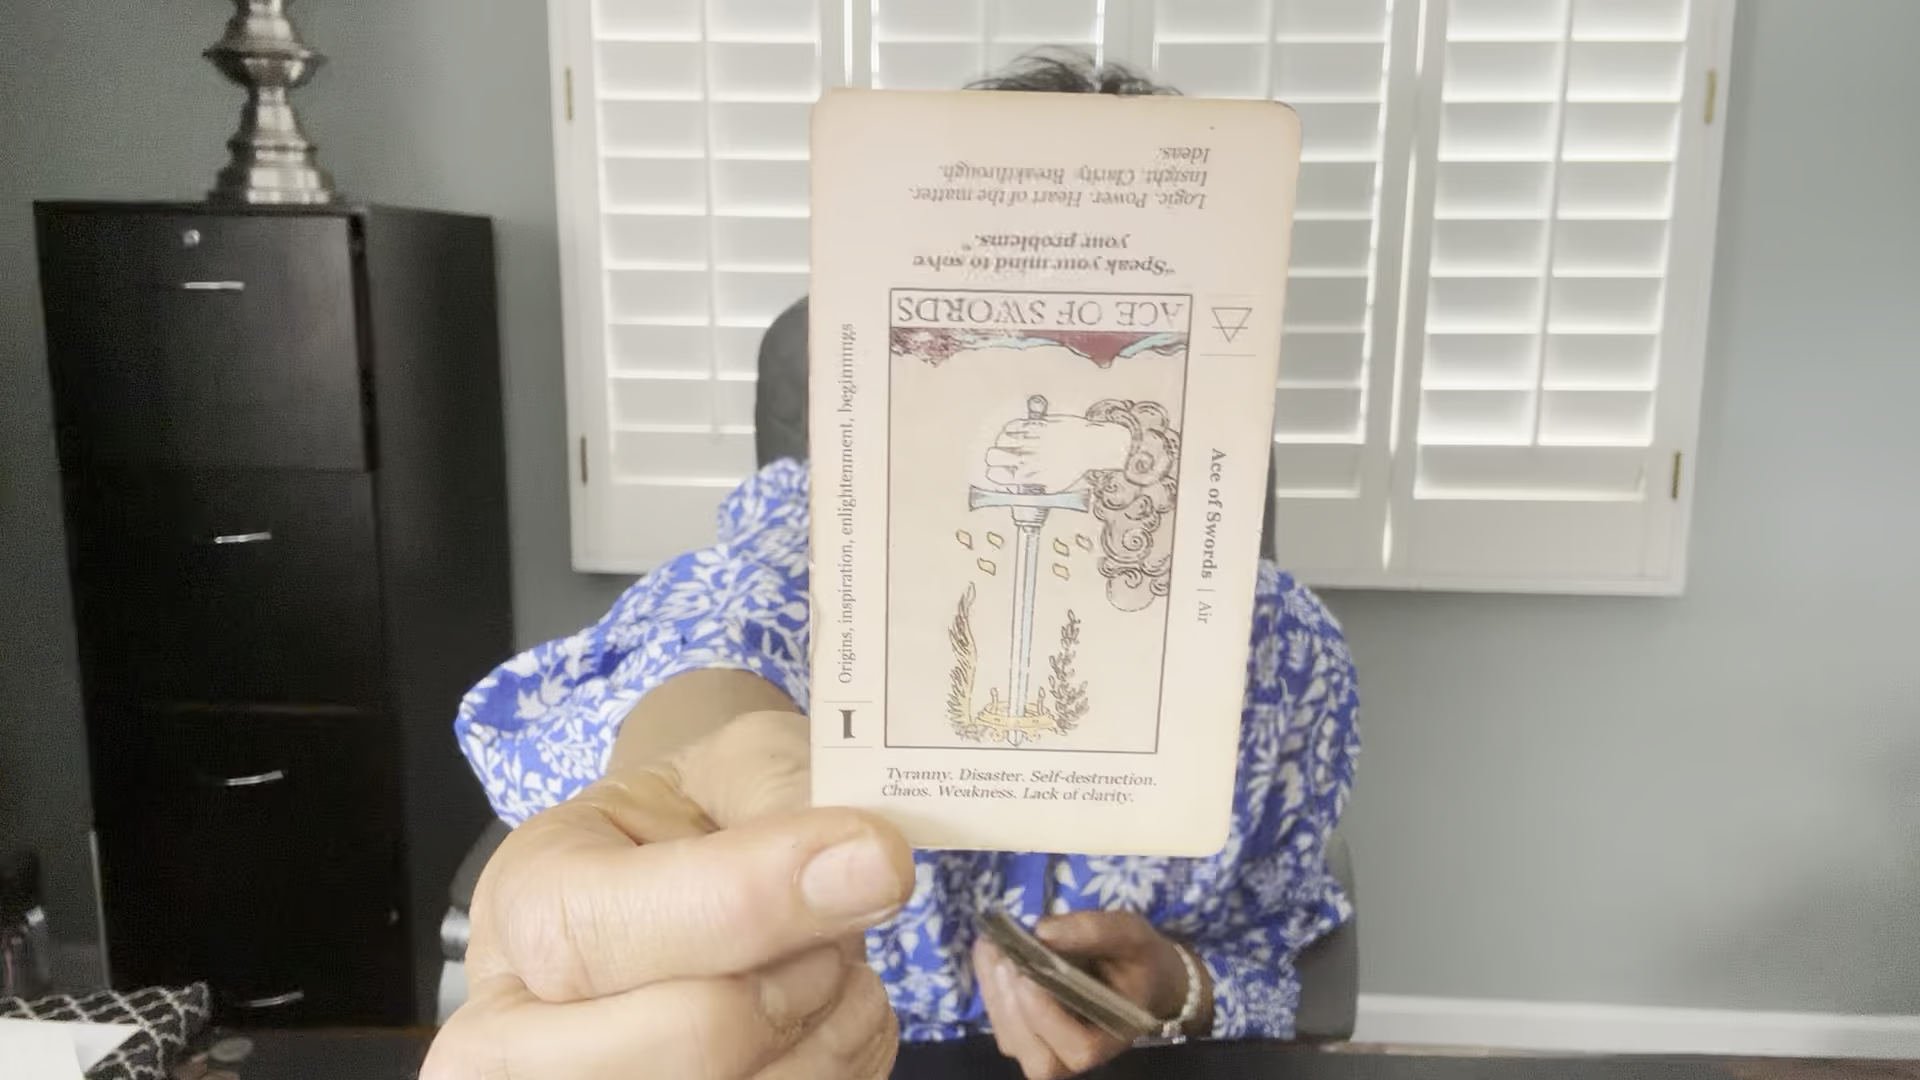 Ideas.
Insight. Clarity. Breakthrough.
Logic. Power. Heart of the matter.
your problems."
"Speak your mind to solve
ACE OF SWORDS
Origins, inspiration, enlightenment, beginnings
Ace of Swords | Air
I
Tyranny. Disaster. Self-destruction.
Chaos. Weakness. Lack of clarity.